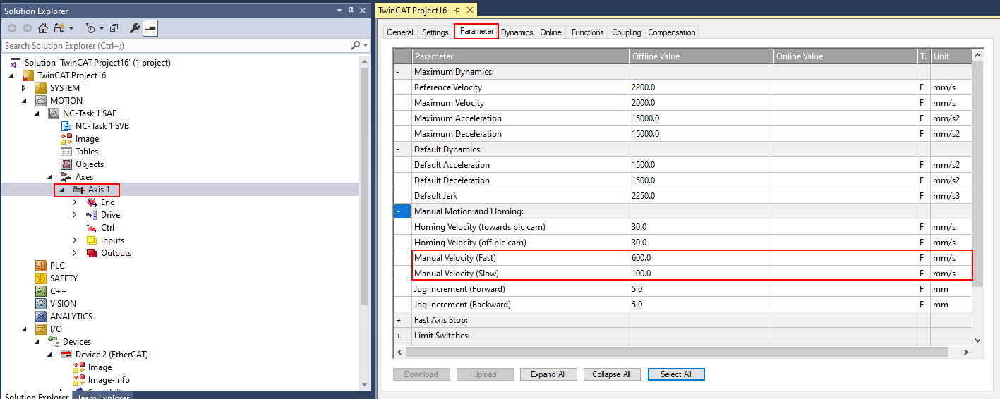 Solution Explorer
Search Solution Explorer (Ctrl+;)
Solution 'TwinCAT Project16' (1 project)
TwinCAT Project16
SYSTEM
MOTION
NC-Task 1 SAF
NC-Task 1 SVB
Image
Tables
Objects
Axes
Axis 1
Enc
Drive
Ctrl
Inputs
Outputs
PLC
SAFETY
C++
VISION
ANALYTICS
I/O
Devices
Device 2 (EtherCAT)
Image
Image-Info
Solution Explorer Team Explorer
TwinCAT Project16
General Settings Parameter Dynamics Online Functions Coupling Compensation
Parameter Offline Value Online Value T. Unit
- Maximum Dynamics:
Reference Velocity 2200.0 F mm/s
Maximum Velocity 2000.0 F mm/s
Maximum Acceleration 15000.0 F mm/s2
Maximum Deceleration 15000.0 F mm/s2
- Default Dynamics:
Default Acceleration 1500.0 F mm/s2
Default Deceleration 1500.0 F mm/s2
Default Jerk 2250.0 F mm/s3
- Manual Motion and Homing:
Homing Velocity (towards plc cam) 30.0 F mm/s
Homing Velocity (off plc cam) 30.0 F mm/s
Manual Velocity (Fast) 600.0 F mm/s
Manual Velocity (Slow) 100.0 F mm/s
Jog Increment (Forward) 5.0 F mm
Jog Increment (Backward) 5.0 F mm
+ Fast Axis Stop:
+ Limit Switches:
Download Upload Expand All Collapse All Select All